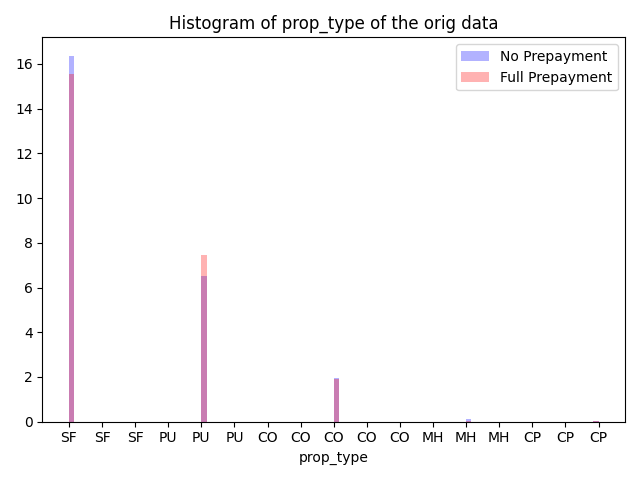 Histogram of prop_type of the orig data
No Prepayment
Full Prepayment
16
14
12
10
8
6
4
2
0
SF SF SF PU PU PU CO CO CO CO CO MH MH MH CP CP CP
prop_type